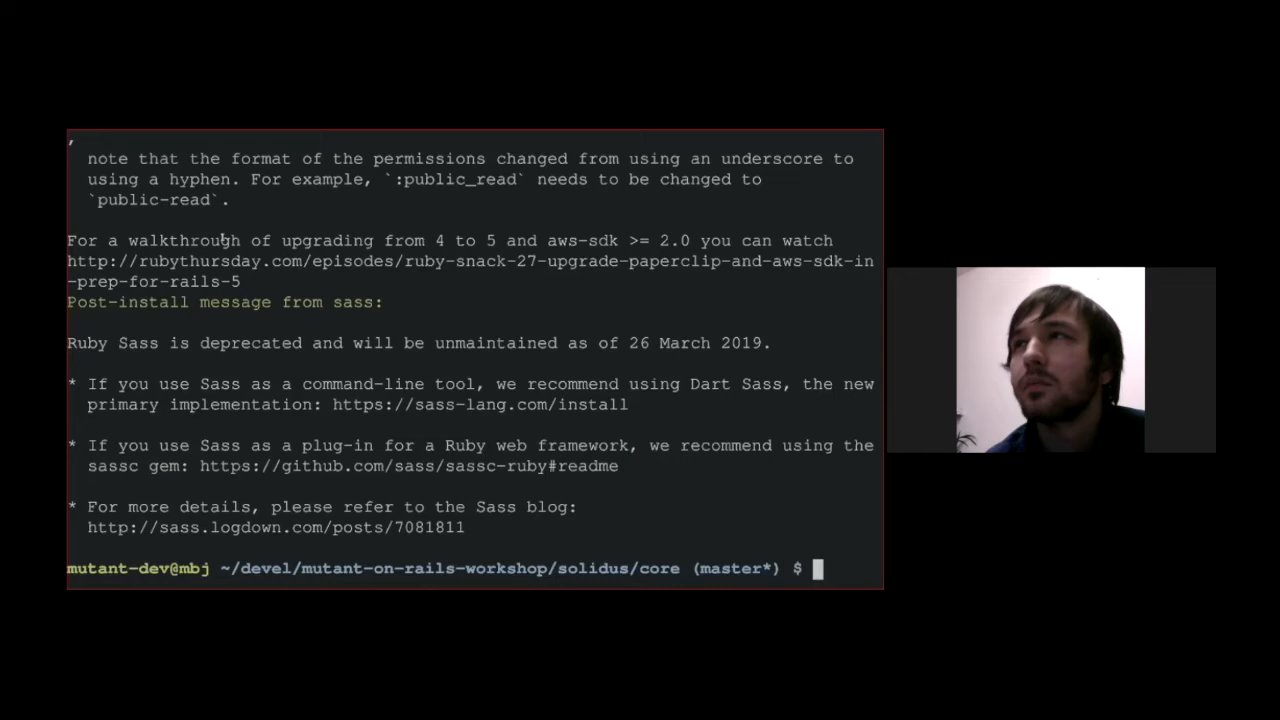 ,
note that the format of the permissions changed from using an underscore to
using a hyphen. For example, `:public_read` needs to be changed to
`public-read`.
For a walkthrough of upgrading from 4 to 5 and aws-sdk >= 2.0 you can watch
http://rubythursday.com/episodes/ruby-snack-27-upgrade-paperclip-and-aws-sdk-in
-prep-for-rails-5
Post-install message from sass:
Ruby Sass is deprecated and will be unmaintained as of 26 March 2019.
* If you use Sass as a command-line tool, we recommend using Dart Sass, the new
primary implementation: https://sass-lang.com/install
* If you use Sass as a plug-in for a Ruby web framework, we recommend using the
sassc gem: https://github.com/sass/sassc-ruby#readme
* For more details, please refer to the Sass blog:
http://sass.logdown.com/posts/7081811
mutant-dev@mbj ~/devel/mutant-on-rails-workshop/solidus/core (master*) $